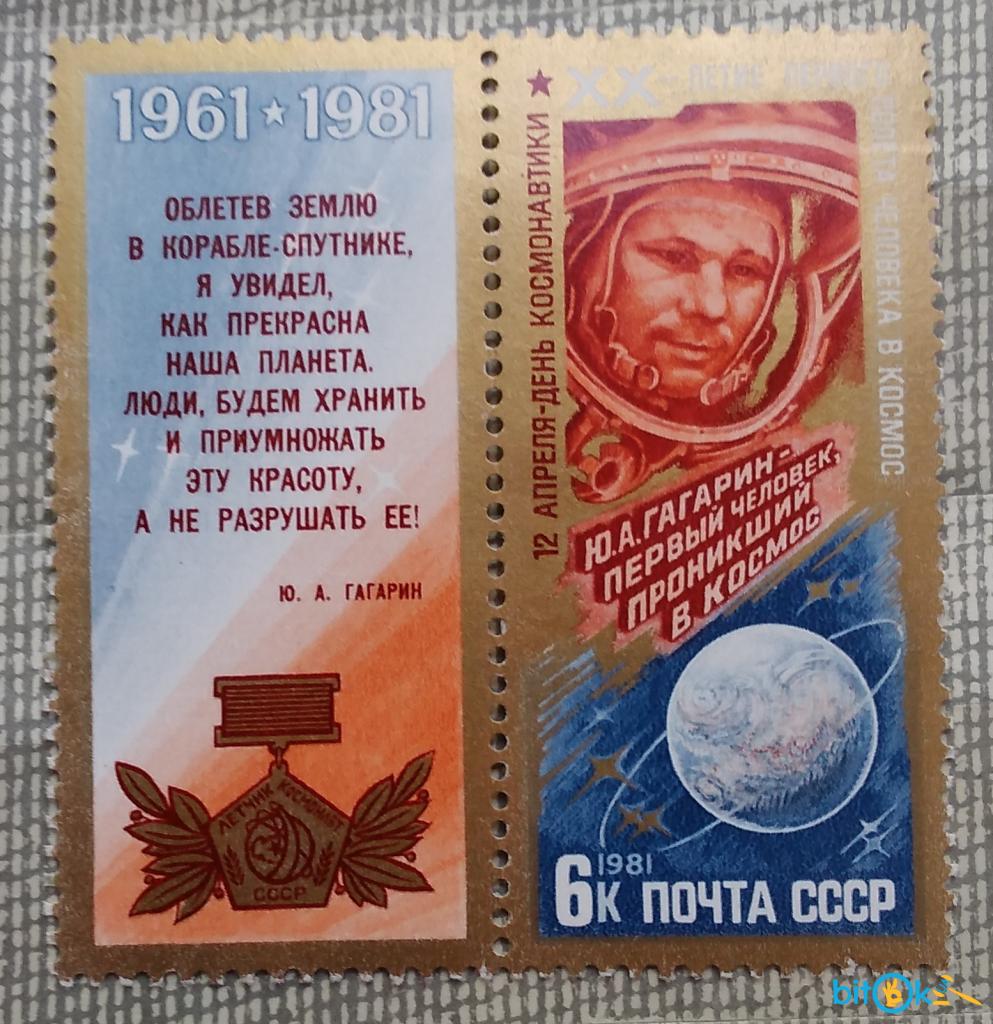 1961 ★ 1981
ОБЛЕТЕВ ЗЕМЛЮ
В КОРАБЛЕ-СПУТНИКЕ,
Я УВИДЕЛ,
КАК ПРЕКРАСНА
НАША ПЛАНЕТА.
ЛЮДИ, БУДЕМ ХРАНИТЬ
И ПРИУМНОЖАТЬ
ЭТУ КРАСОТУ,
А НЕ РАЗРУШАТЬ ЕЕ!
Ю. А. ГАГАРИН
ЛЕТЧИК КОСМОНАВТ
СССР
12 АПРЕЛЯ-ДЕНЬ КОСМОНАВТИКИ ★
XX-ЛЕТИЕ ПЕРВОГО ПОЛЕТА ЧЕЛОВЕКА В КОСМОС
Ю.А.ГАГАРИН-
ПЕРВЫЙ ЧЕЛОВЕК,
ПРОНИКШИЙ
В КОСМОС
1981
6К ПОЧТА СССР
bitok